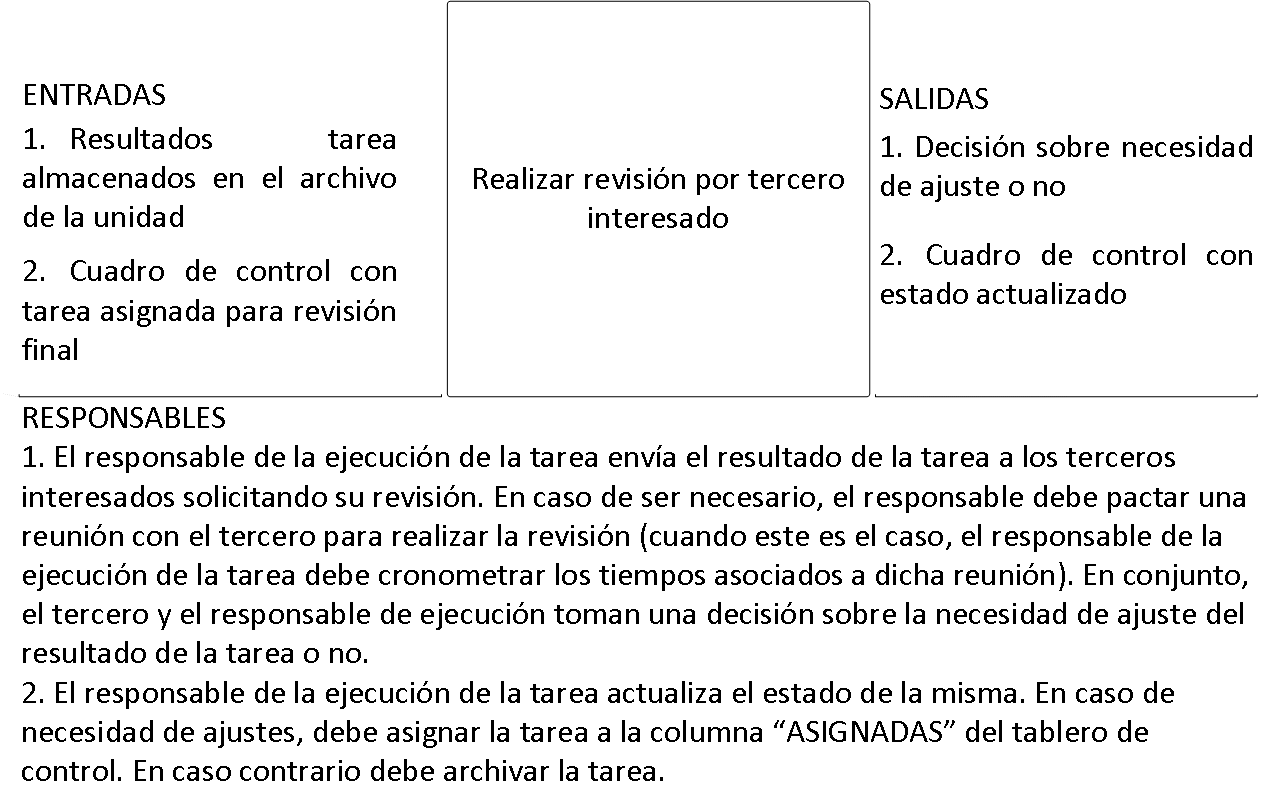 ENTRADAS
1. Resultados tarea
almacenados en el archivo
de la unidad
2. Cuadro de control con
tarea asignada para revisión
final
Realizar revisión por tercero
interesado
SALIDAS
1. Decisión sobre necesidad
de ajuste o no
2. Cuadro de control con
estado actualizado
RESPONSABLES
1. El responsable de la ejecución de la tarea envía el resultado de la tarea a los terceros
interesados solicitando su revisión. En caso de ser necesario, el responsable debe pactar una
reunión con el tercero para realizar la revisión (cuando este es el caso, el responsable de la
ejecución de la tarea debe cronometrar los tiempos asociados a dicha reunión). En conjunto,
el tercero y el responsable de ejecución toman una decisión sobre la necesidad de ajuste del
resultado de la tarea o no.
2. El responsable de la ejecución de la tarea actualiza el estado de la misma. En caso de
necesidad de ajustes, debe asignar la tarea a la columna “ASIGNADAS” del tablero de
control. En caso contrario debe archivar la tarea.